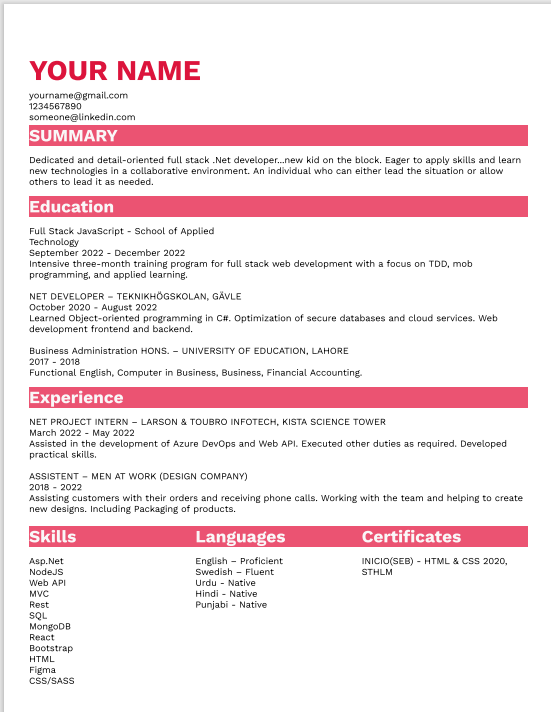 YOUR NAME
yourname@gmail.com
1234567890
someone@linkedin.com
SUMMARY
Dedicated and detail-oriented full stack .Net developer...new kid on the block. Eager to apply skills and learn
new technologies in a collaborative environment. An individual who can either lead the situation or allow
others to lead it as needed.
Education
Full Stack JavaScript - School of Applied
Technology
September 2022 - December 2022
Intensive three-month training program for full stack web development with a focus on TDD, mob
programming, and applied learning.
NET DEVELOPER – TEKNIKHÖGSKOLAN, GÄVLE
October 2020 - August 2022
Learned Object-oriented programming in C#. Optimization of secure databases and cloud services. Web
development frontend and backend.
Business Administration HONS. – UNIVERSITY OF EDUCATION, LAHORE
2017 - 2018
Functional English, Computer in Business, Business, Financial Accounting.
Experience
NET PROJECT INTERN – LARSON & TOUBRO INFOTECH, KISTA SCIENCE TOWER
March 2022 - May 2022
Assisted in the development of Azure DevOps and Web API. Executed other duties as required. Developed
practical skills.
ASSISTENT – MEN AT WORK (DESIGN COMPANY)
2018 - 2022
Assisting customers with their orders and receiving phone calls. Working with the team and helping to create
new designs. Including Packaging of products.
Skills
Asp.Net
NodeJS
Web API
MVC
Rest
SQL
MongoDB
React
Bootstrap
HTML
Figma
CSS/SASS
Languages
English – Proficient
Swedish – Fluent
Urdu - Native
Hindi - Native
Punjabi - Native
Certificates
INICIO(SEB) - HTML & CSS 2020,
STHLM